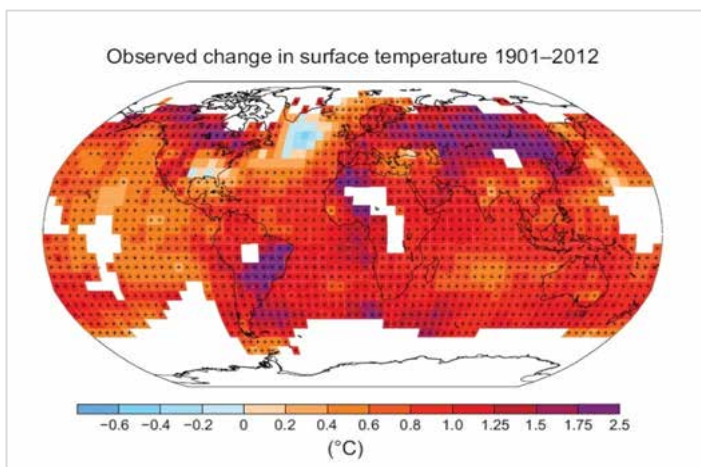 Observed change in surface temperature 1901–2012
−0.6 −0.4 −0.2 0 0.2 0.4 0.6 0.8 1.0 1.25 1.5 1.75 2.5
(°C)